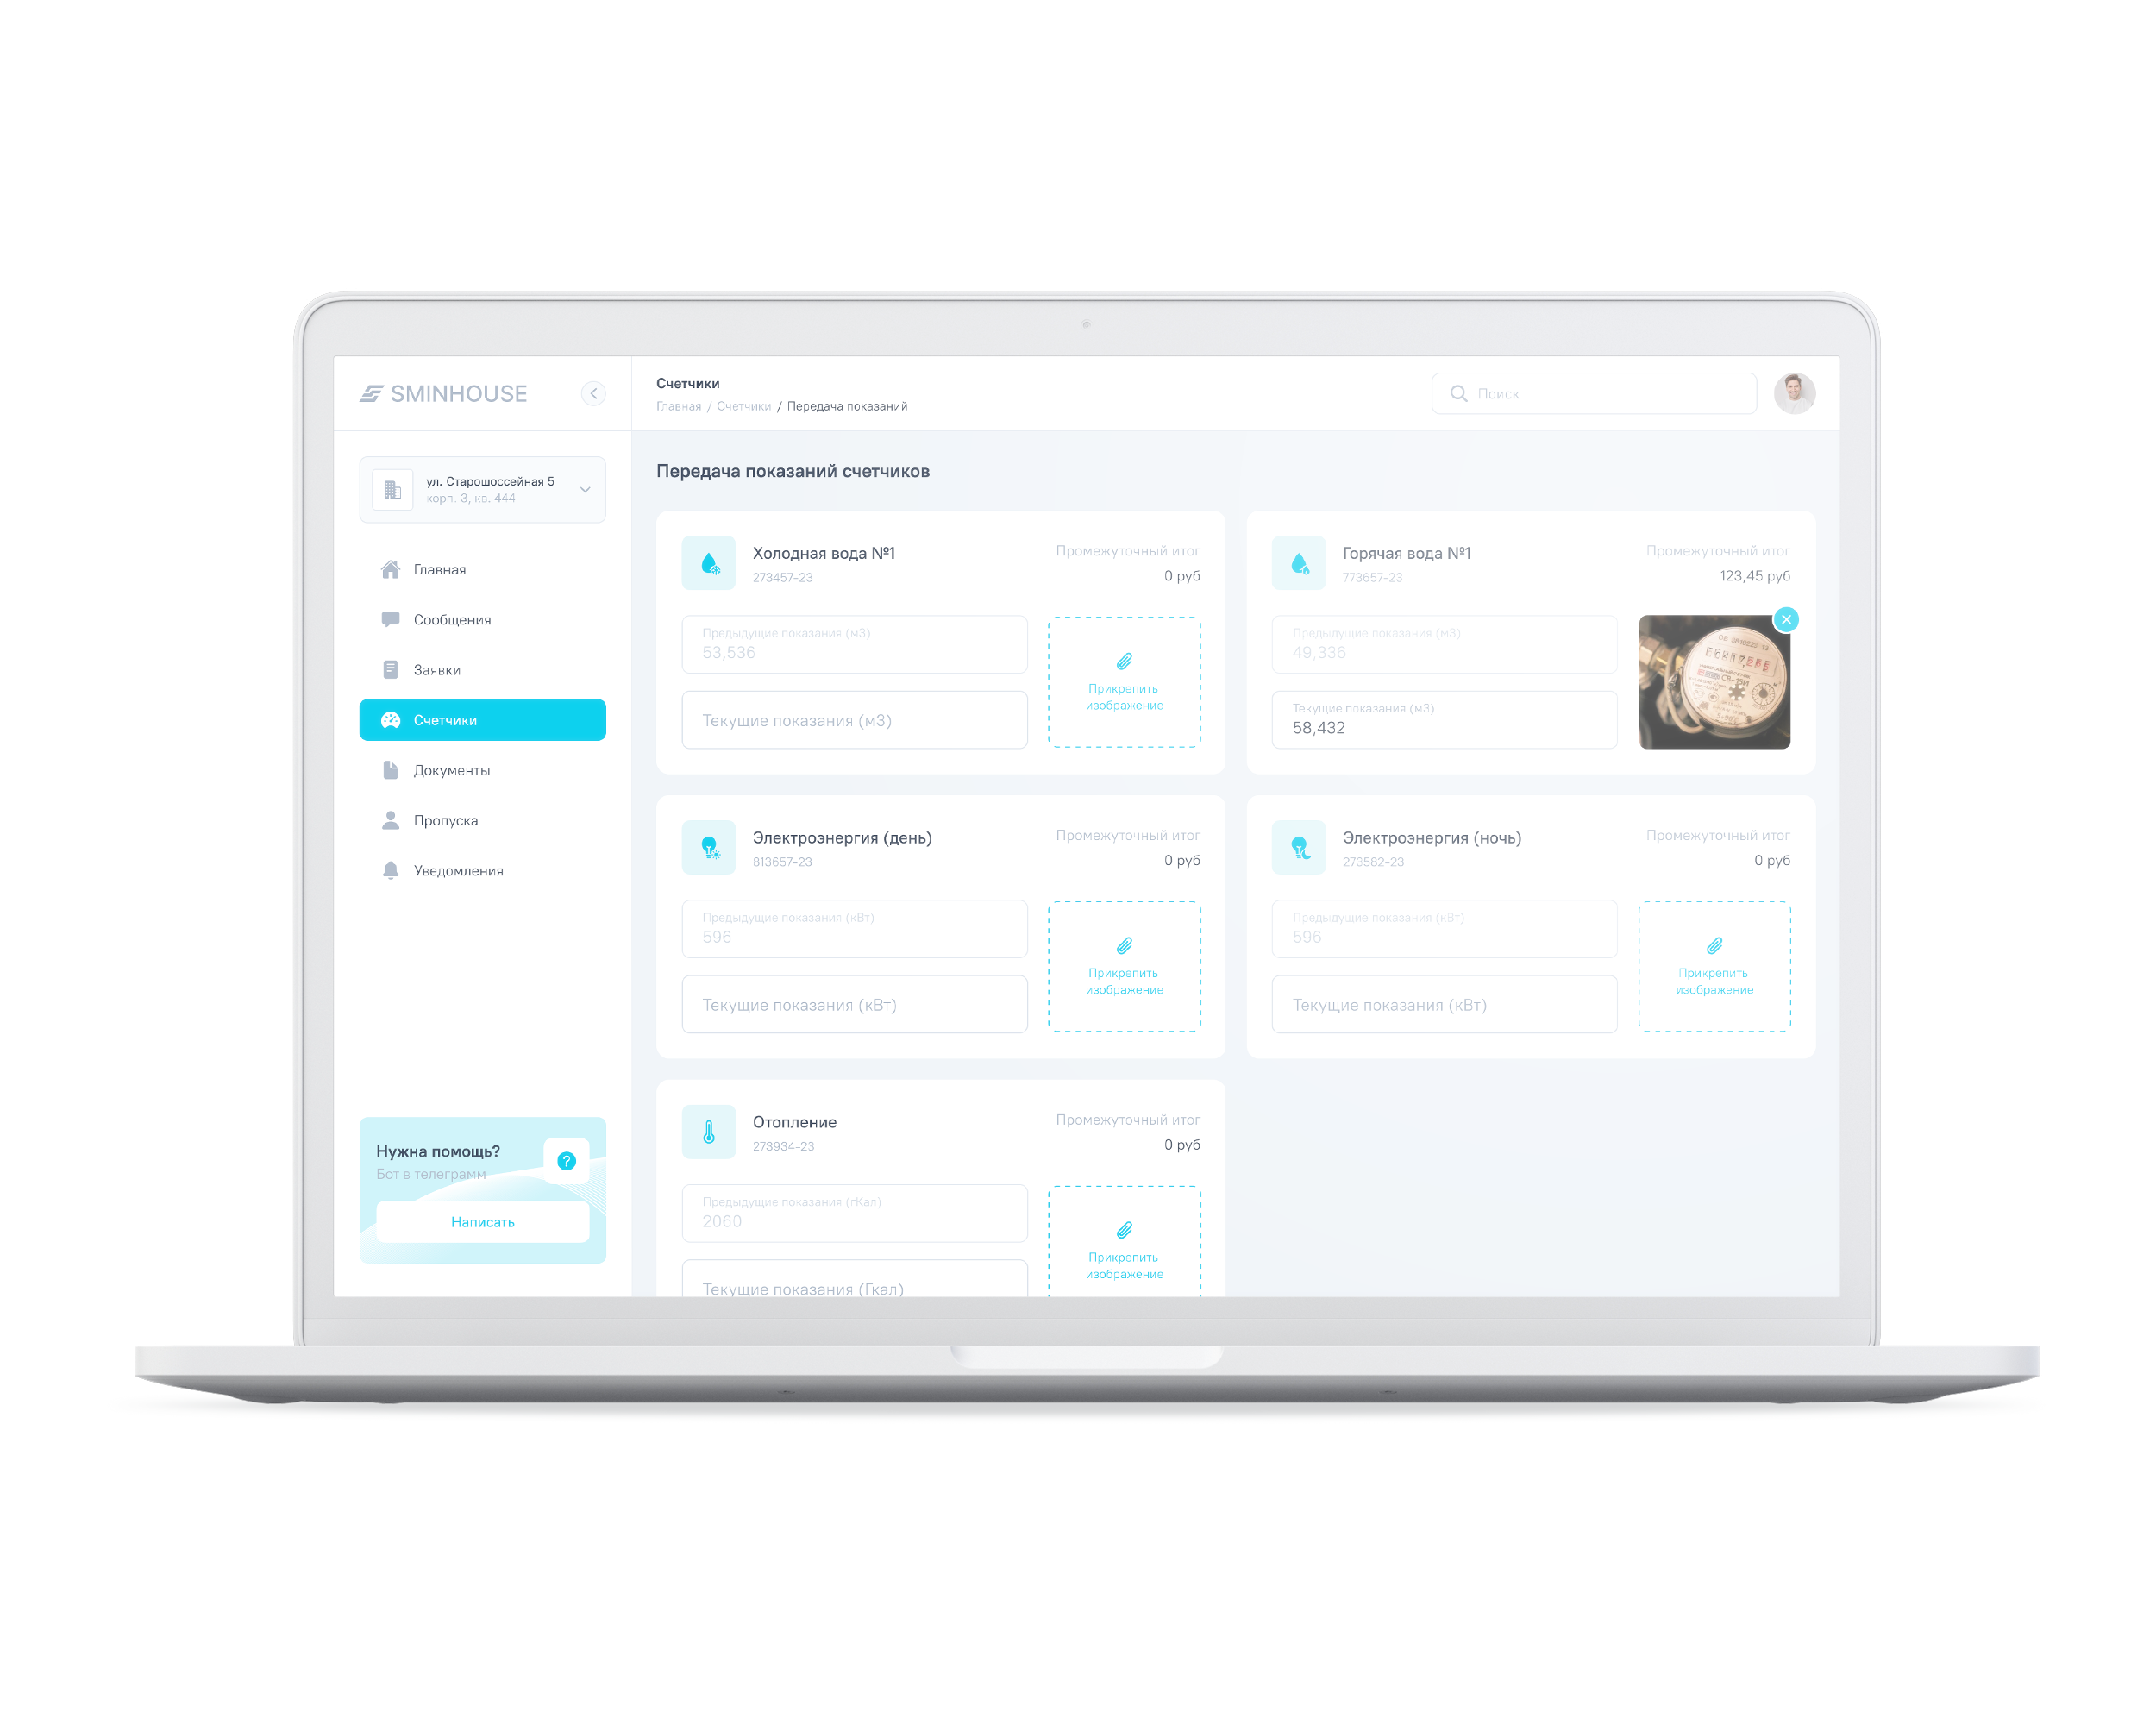 SMINHOUSE
ул. Старошоссейная 5
корп. 3, кв. 444
Главная
Сообщения
Заявки
Счетчики
Документы
Пропуска
Уведомления
Нужна помощь?
Бот в телеграмм
Написать
Счетчики
Главная / Счетчики / Передача показаний
Поиск
Передача показаний счетчиков
Холодная вода №1
273457-23
Промежуточный итог
0 руб
Предыдущие показания (м3)
53,536
Текущие показания (м3)
Прикрепить
изображение
Горячая вода №1
773657-23
Промежуточный итог
123,45 руб
Предыдущие показания (м3)
49,336
Текущие показания (м3)
58,432
СВ-15И
Электроэнергия (день)
813657-23
Промежуточный итог
0 руб
Предыдущие показания (кВт)
596
Текущие показания (кВт)
Прикрепить
изображение
Электроэнергия (ночь)
273582-23
Промежуточный итог
0 руб
Предыдущие показания (кВт)
596
Текущие показания (кВт)
Прикрепить
изображение
Отопление
273934-23
Промежуточный итог
0 руб
Предыдущие показания (гКал)
2060
Текущие показания (Гкал)
Прикрепить
изображение